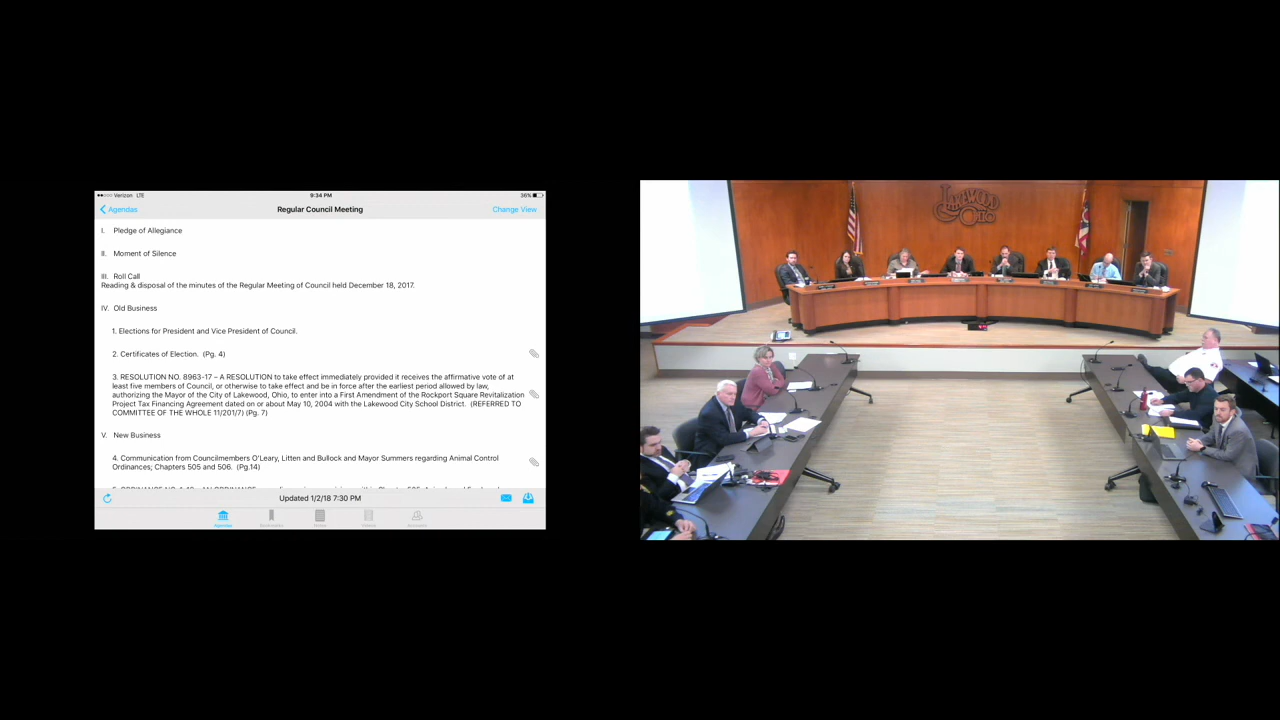 Verizon LTE
9:34 PM
36%
Agendas
Regular Council Meeting
Change View
I. Pledge of Allegiance
II. Moment of Silence
III. Roll Call
Reading & disposal of the minutes of the Regular Meeting of Council held December 18, 2017.
IV. Old Business
1. Elections for President and Vice President of Council.
2. Certificates of Election. (Pg. 4)
3. RESOLUTION NO. 8963-17 – A RESOLUTION to take effect immediately provided it receives the affirmative vote of at
least five members of Council, or otherwise to take effect and be in force after the earliest period allowed by law,
authorizing the Mayor of the City of Lakewood, Ohio, to enter into a First Amendment of the Rockport Square Revitalization
Project Tax Financing Agreement dated on or about May 10, 2004 with the Lakewood City School District. (REFERRED TO
COMMITTEE OF THE WHOLE 11/201/7) (Pg. 7)
V. New Business
4. Communication from Councilmembers O'Leary, Litten and Bullock and Mayor Summers regarding Animal Control
Ordinances; Chapters 505 and 506. (Pg.14)
Updated 1/2/18 7:30 PM
Agendas
LAKEWOOD
OHIO